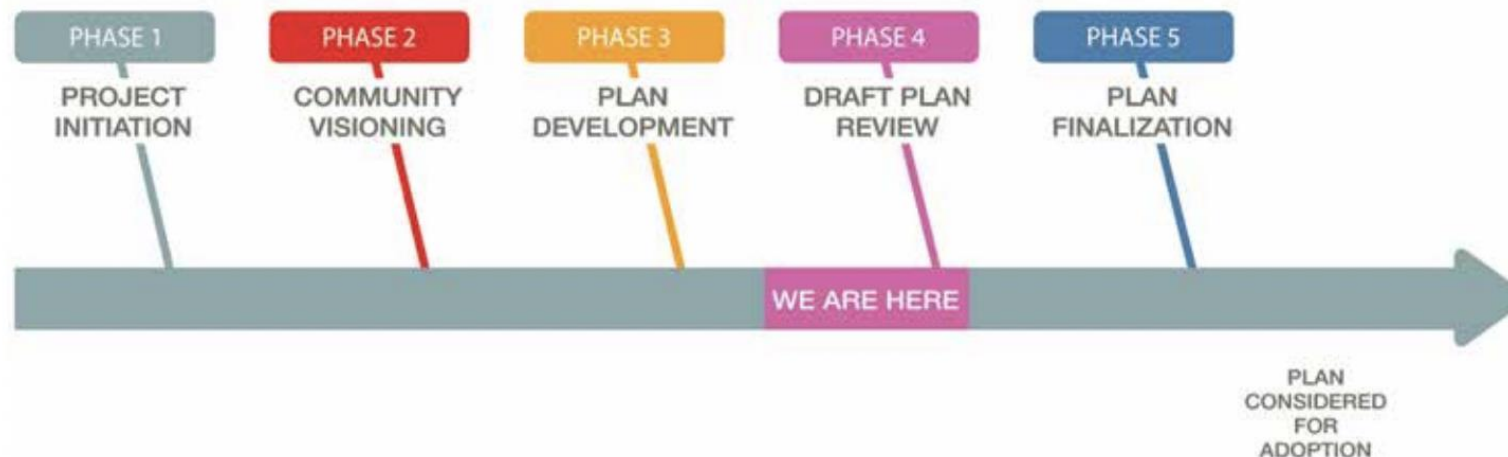 PHASE 1
PHASE 2
PHASE 3
PHASE 4
PHASE 5
PROJECT
INITIATION
COMMUNITY
VISIONING
PLAN
DEVELOPMENT
DRAFT PLAN
REVIEW
PLAN
FINALIZATION
WE ARE HERE
PLAN
CONSIDERED
FOR
ADOPTION